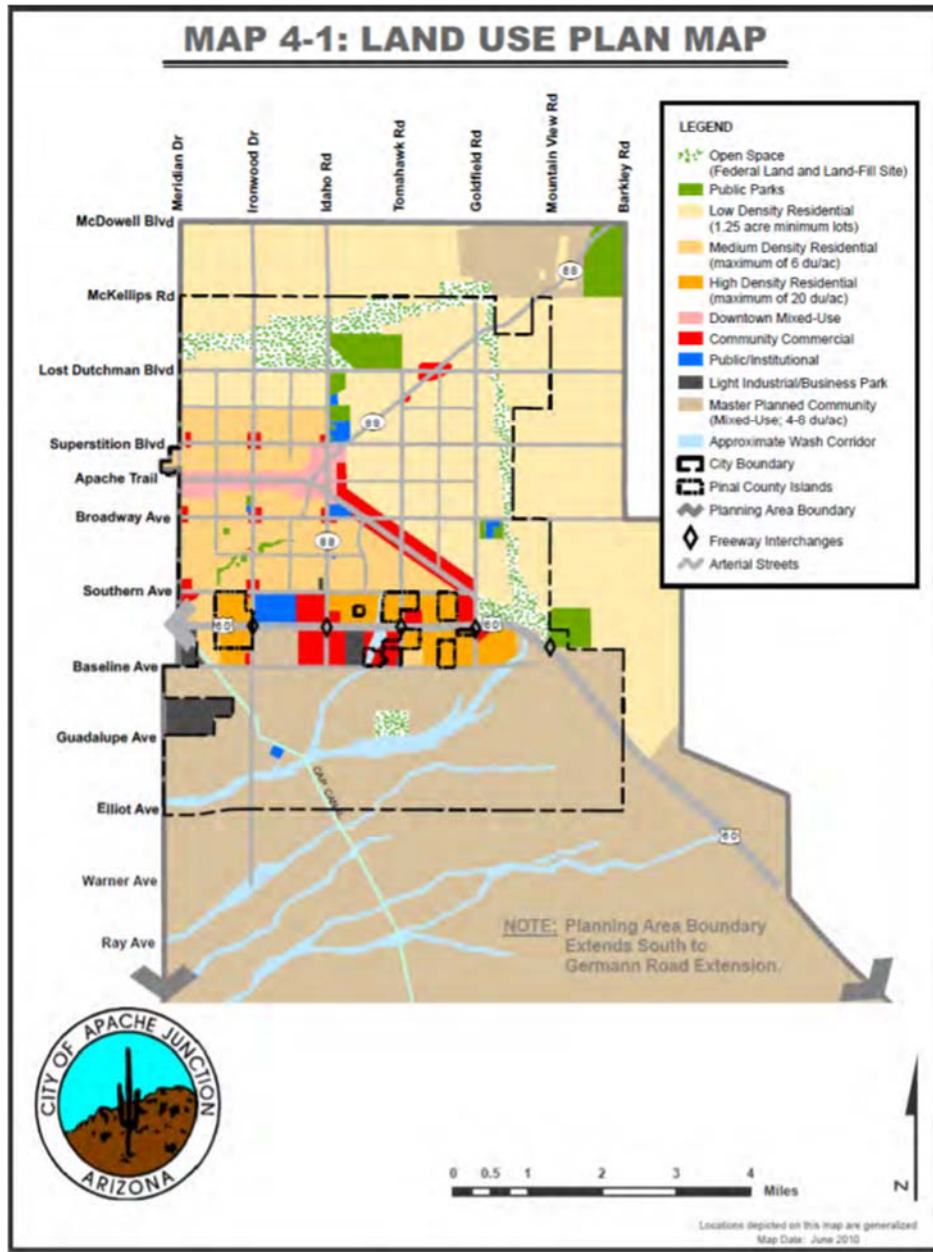 MAP 4-1: LAND USE PLAN MAP
Meridian Dr
Ironwood Dr
Idaho Rd
Tomahawk Rd
Goldfield Rd
Mountain View Rd
Barkley Rd
McDowell Blvd
McKellips Rd
Lost Dutchman Blvd
Superstition Blvd
Apache Trail
Broadway Ave
Southern Ave
Baseline Ave
Guadalupe Ave
Elliot Ave
Warner Ave
Ray Ave
88
88
88
60
60
60
CAP CANAL
LEGEND
Open Space
(Federal Land and Land-Fill Site)
Public Parks
Low Density Residential
(1.25 acre minimum lots)
Medium Density Residential
(maximum of 6 du/ac)
High Density Residential
(maximum of 20 du/ac)
Downtown Mixed-Use
Community Commercial
Public/Institutional
Light Industrial/Business Park
Master Planned Community
(Mixed-Use; 4-8 du/ac)
Approximate Wash Corridor
City Boundary
Pinal County Islands
Planning Area Boundary
Freeway Interchanges
Arterial Streets
NOTE: Planning Area Boundary
Extends South to
Germann Road Extension.
CITY OF APACHE JUNCTION
ARIZONA
0 0.5 1 2 3 4
Miles
N
Locations depicted on this map are generalized
Map Date: June 2010